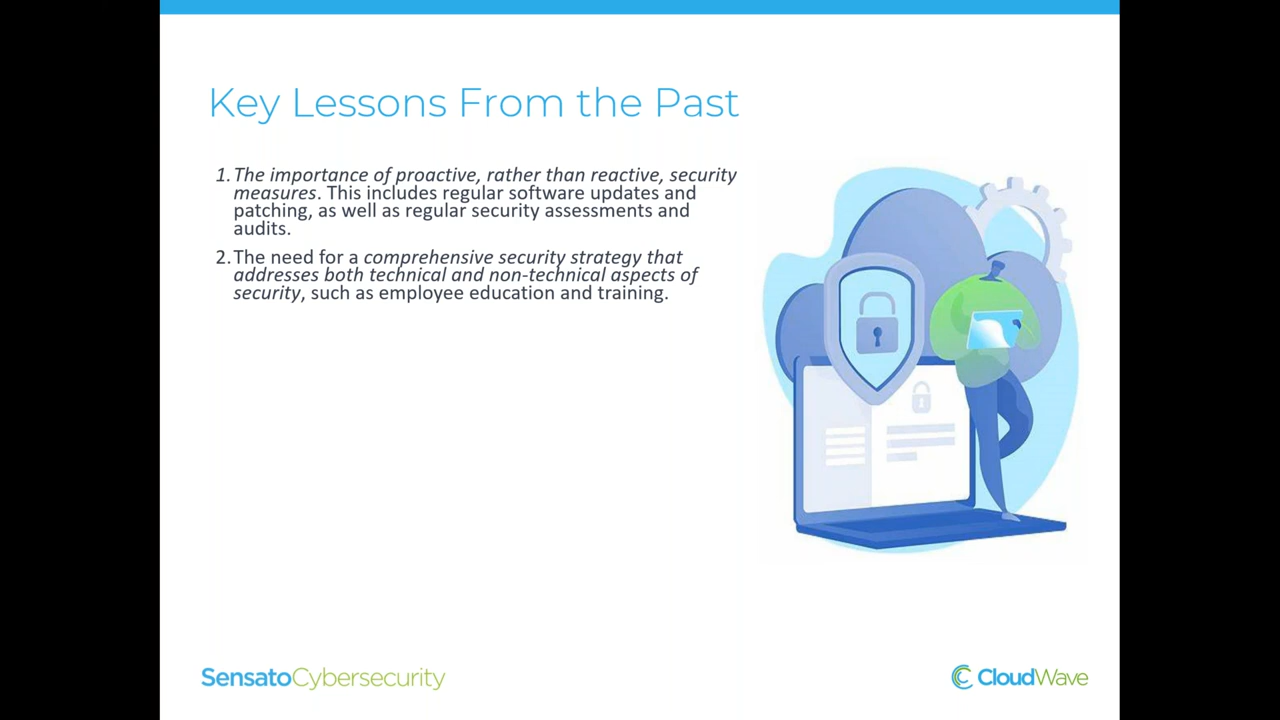 Key Lessons From the Past
1. The importance of proactive, rather than reactive, security
measures. This includes regular software updates and
patching, as well as regular security assessments and
audits.
2. The need for a comprehensive security strategy that
addresses both technical and non-technical aspects of
security, such as employee education and training.
SensatoCybersecurity
CloudWave